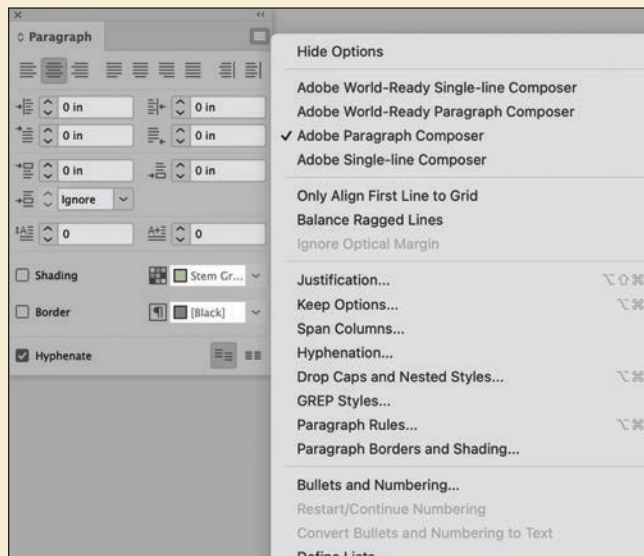 Paragraph
0 in 0 in
0 in 0 in
0 in 0 in
Ignore
0 0
Shading Stem Gr...
Border [Black]
Hyphenate
Hide Options
Adobe World-Ready Single-line Composer
Adobe World-Ready Paragraph Composer
✓ Adobe Paragraph Composer
Adobe Single-line Composer
Only Align First Line to Grid
Balance Ragged Lines
Ignore Optical Margin
Justification... ⌥⇧⌘
Keep Options... ⌥⌘
Span Columns...
Hyphenation...
Drop Caps and Nested Styles... ⌥⌘
GREP Styles...
Paragraph Rules... ⌥⌘
Paragraph Borders and Shading...
Bullets and Numbering...
Restart/Continue Numbering
Convert Bullets and Numbering to Text
Define Lists